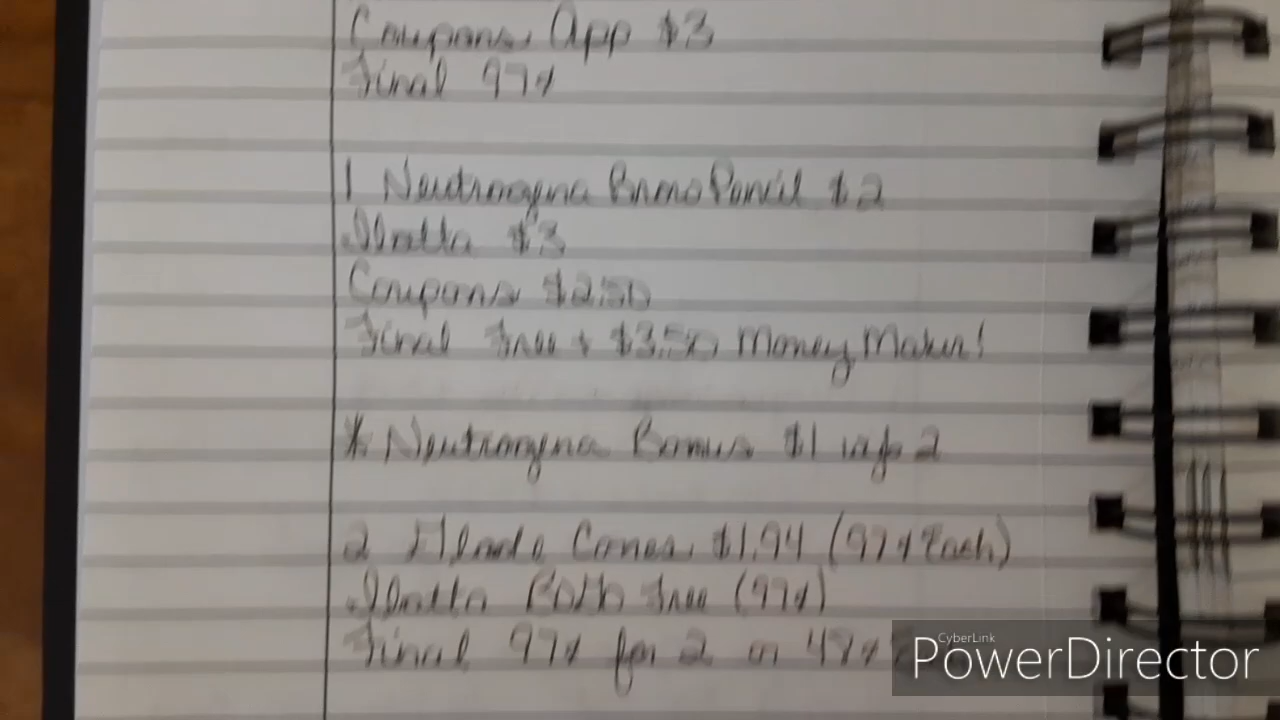 Coupons App $3
Final 97¢
1 Neutrogena Brow Pencil $2
Ibotta $3
Coupons $2.50
Final Free + $3.50 Money Maker!
* Neutrogena Bonus $1 wyb 2
2 Glade Cones $1.94 (97¢ Each)
Ibotta Free (97¢)
Final 97¢ for 2 or 49¢
CyberLink
PowerDirector